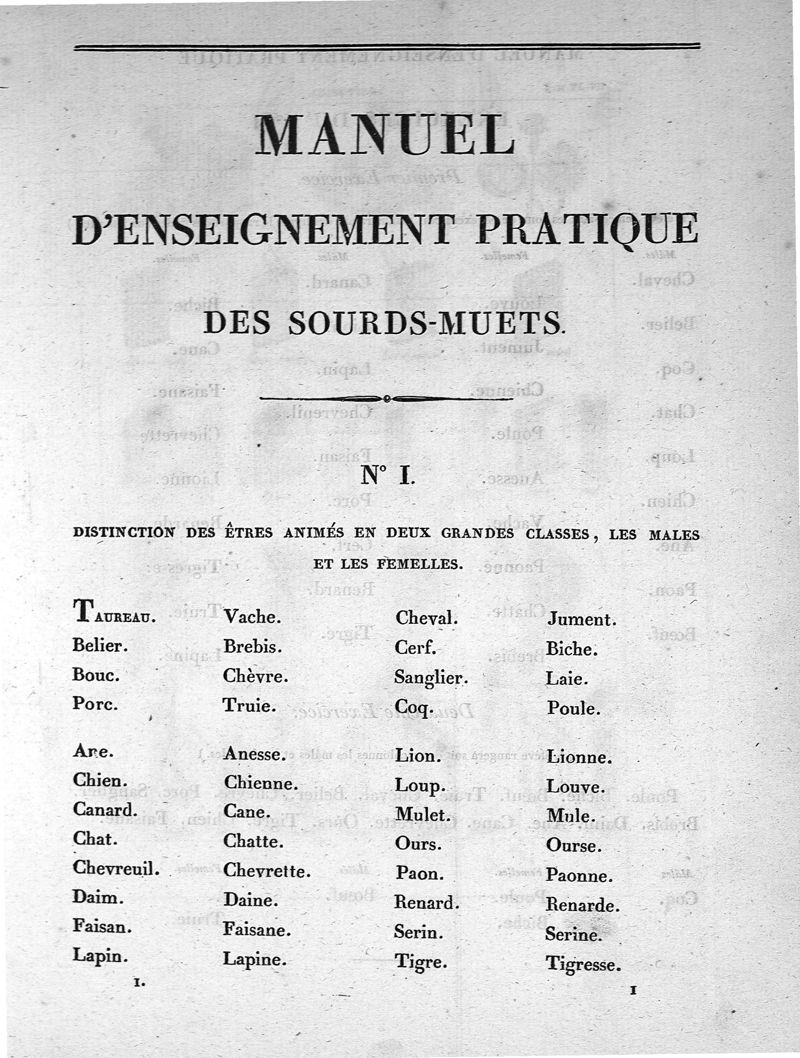 MANUEL
D'ENSEIGNEMENT PRATIQUE
DES SOURDS-MUETS.
N° I.
DISTINCTION DES ÊTRES ANIMÉS EN DEUX GRANDES CLASSES, LES MALES
ET LES FEMELLES.
TAUREAU. Vache. Cheval. Jument.
Belier. Brebis. Cerf. Biche.
Bouc. Chèvre. Sanglier. Laie.
Porc. Truie. Coq. Poule.
Ane. Anesse. Lion. Lionne.
Chien. Chienne. Loup. Louve.
Canard. Cane. Mulet. Mule.
Chat. Chatte. Ours. Ourse.
Chevreuil. Chevrette. Paon. Paonne.
Daim. Daine. Renard. Renarde.
Faisan. Faisane. Serin. Serine.
Lapin. Lapine. Tigre. Tigresse.
1. 1